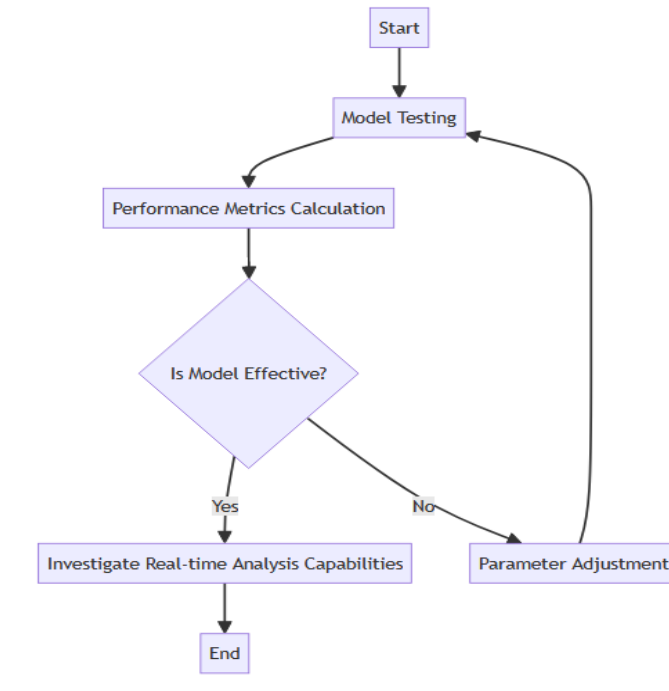 Start
Model Testing
Performance Metrics Calculation
Is Model Effective?
Yes
No
Investigate Real-time Analysis Capabilities
Parameter Adjustment
End